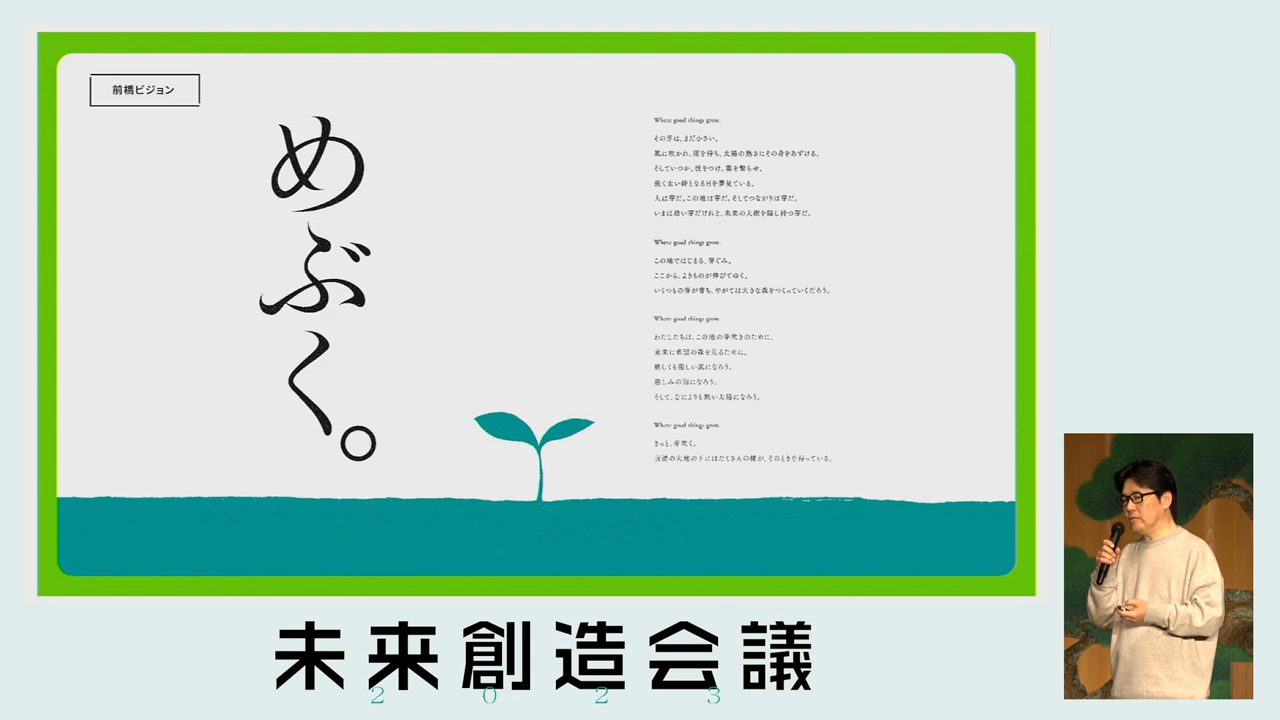 前橋ビジョン
めぶく。
Where good things grow.
その芽は、まだ小さい。
風に吹かれ、雨を待ち、太陽の熱さにその身をあずける。
そしていつか、枝をつけ、葉を繁らせ、
強く太い幹となる日を夢見ている。
人は芽だ。この地は芽だ。そしてつながりは芽だ。
いまは幼い芽だけれど、未来の大樹を隠し持つ芽だ。
Where good things grow.
この地ではじまる、芽ぐみ。
ここから、よきものが伸びてゆく。
いくつもの芽が育ち、やがては大きな森をつくっていくだろう。
Where good things grow.
わたしたちは、この地の芽吹きのために、
未来に希望の森を見るために、
厳しくも優しい風になろう。
慈しみの雨になろう。
そして、なによりも熱い太陽になろう。
Where good things grow.
きっと、芽吹く。
前橋の大地の下にはたくさんの種が、そのときを待っている。
未来創造会議
2023